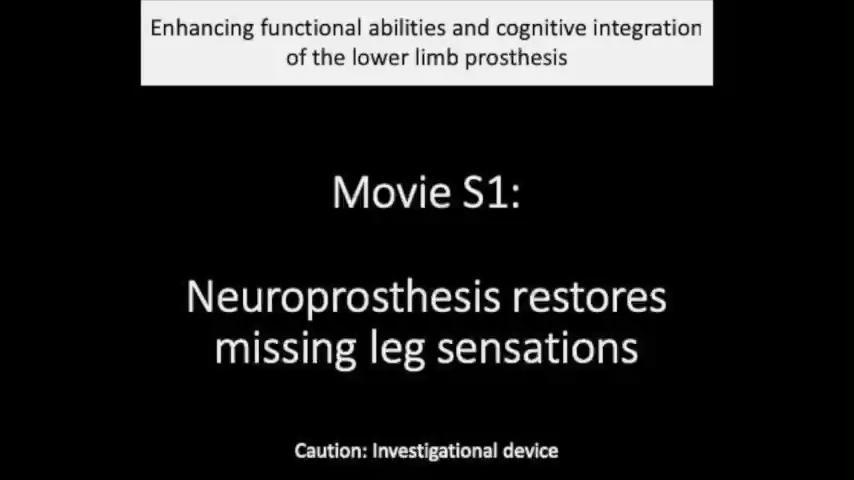 Enhancing functional abilities and cognitive integration
of the lower limb prosthesis
Movie S1:
Neuroprosthesis restores
missing leg sensations
Caution: Investigational device